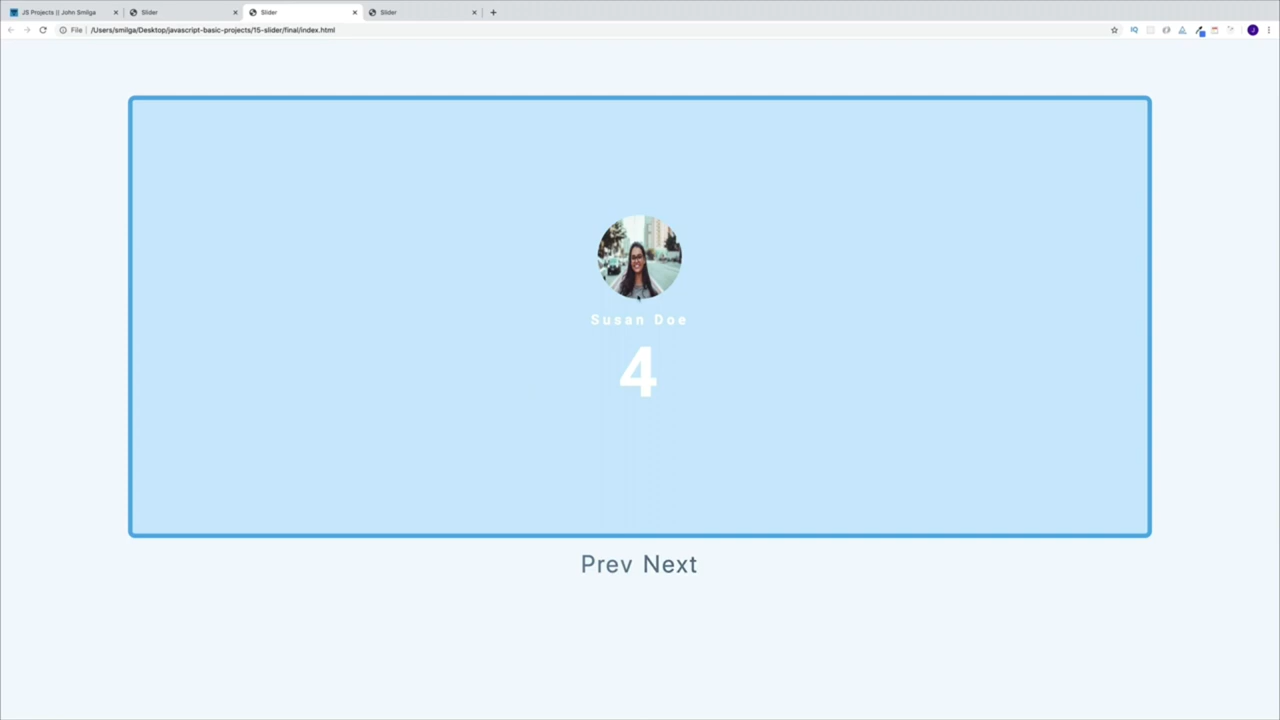 JS Projects || John Smilga
Slider
Slider
Slider
File
/Users/smilga/Desktop/javascript-basic-projects/15-slider/final/index.html
IQ
J
Susan Doe
4
Prev Next